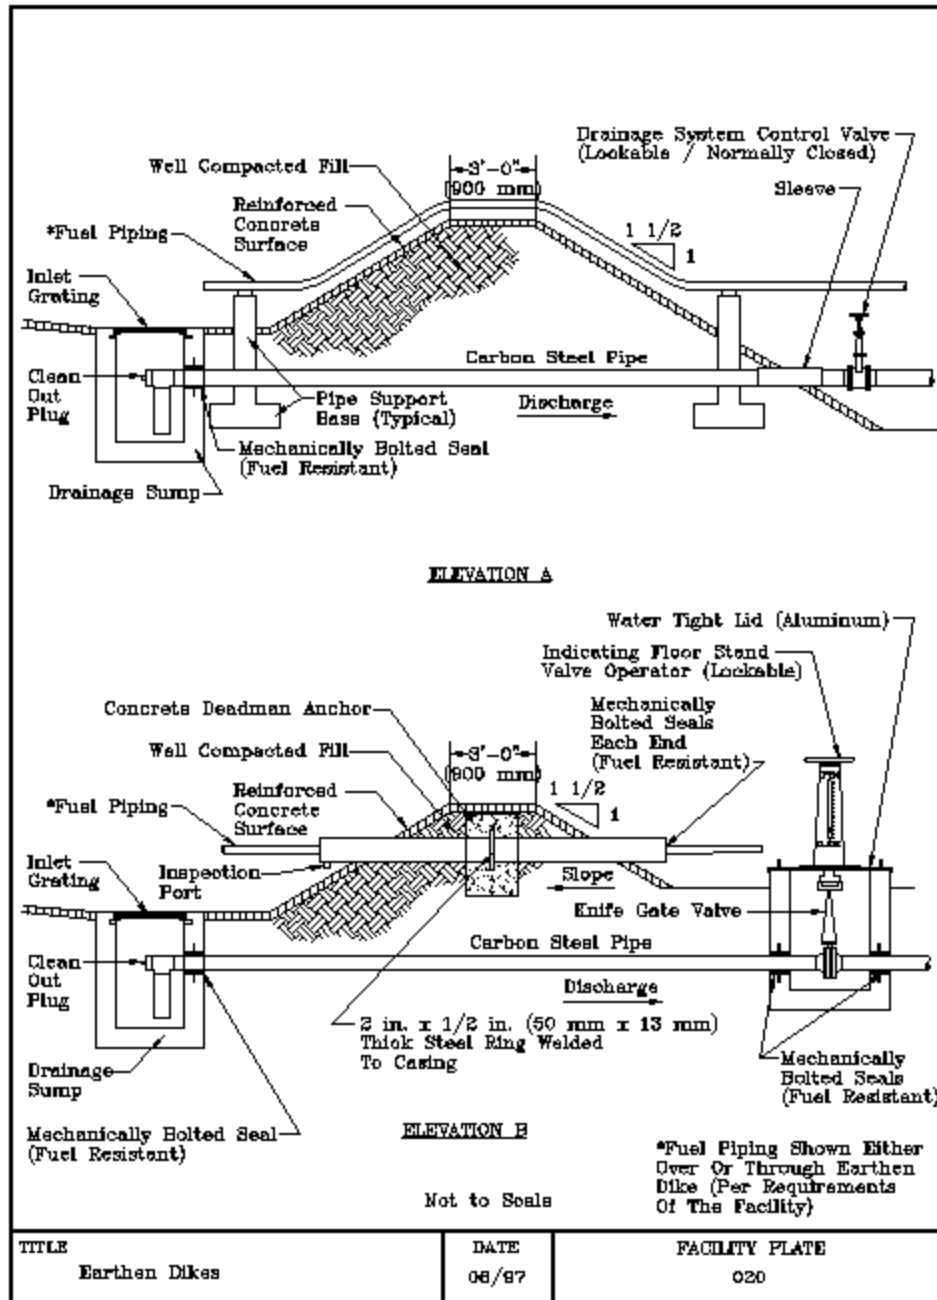 Drainage System Control Valve
(Lockable / Normally Closed)
Well Compacted Fill
3'-0"
(900 mm)
Sleeve
Reinforced
Concrete
Surface
*Fuel Piping
1 1/2
1
Inlet
Grating
Carbon Steel Pipe
Clean
Out
Plug
Pipe Support
Base (Typical)
Discharge
Mechanically Bolted Seal
(Fuel Resistant)
Drainage Sump
ELEVATION A
Water Tight Lid (Aluminum)
Indicating Floor Stand
Valve Operator (Lockable)
Concrete Deadman Anchor
Mechanically
Bolted Seals
Each End
(Fuel Resistant)
Well Compacted Fill
3'-0"
(900 mm)
1 1/2
1
Reinforced
Concrete
Surface
*Fuel Piping
Inlet
Grating
Inspection
Port
Slope
Knife Gate Valve
Carbon Steel Pipe
Clean
Out
Plug
Discharge
2 in. x 1/2 in. (50 mm x 13 mm)
Thick Steel Ring Welded
To Casing
Drainage
Sump
Mechanically
Bolted Seals
(Fuel Resistant)
Mechanically Bolted Seal
(Fuel Resistant)
ELEVATION B
*Fuel Piping Shown Either
Over Or Through Earthen
Dike (Per Requirements
Of The Facility)
Not to Scale
TITLE
Earthen Dikes
DATE
06/97
FACILITY PLATE
020